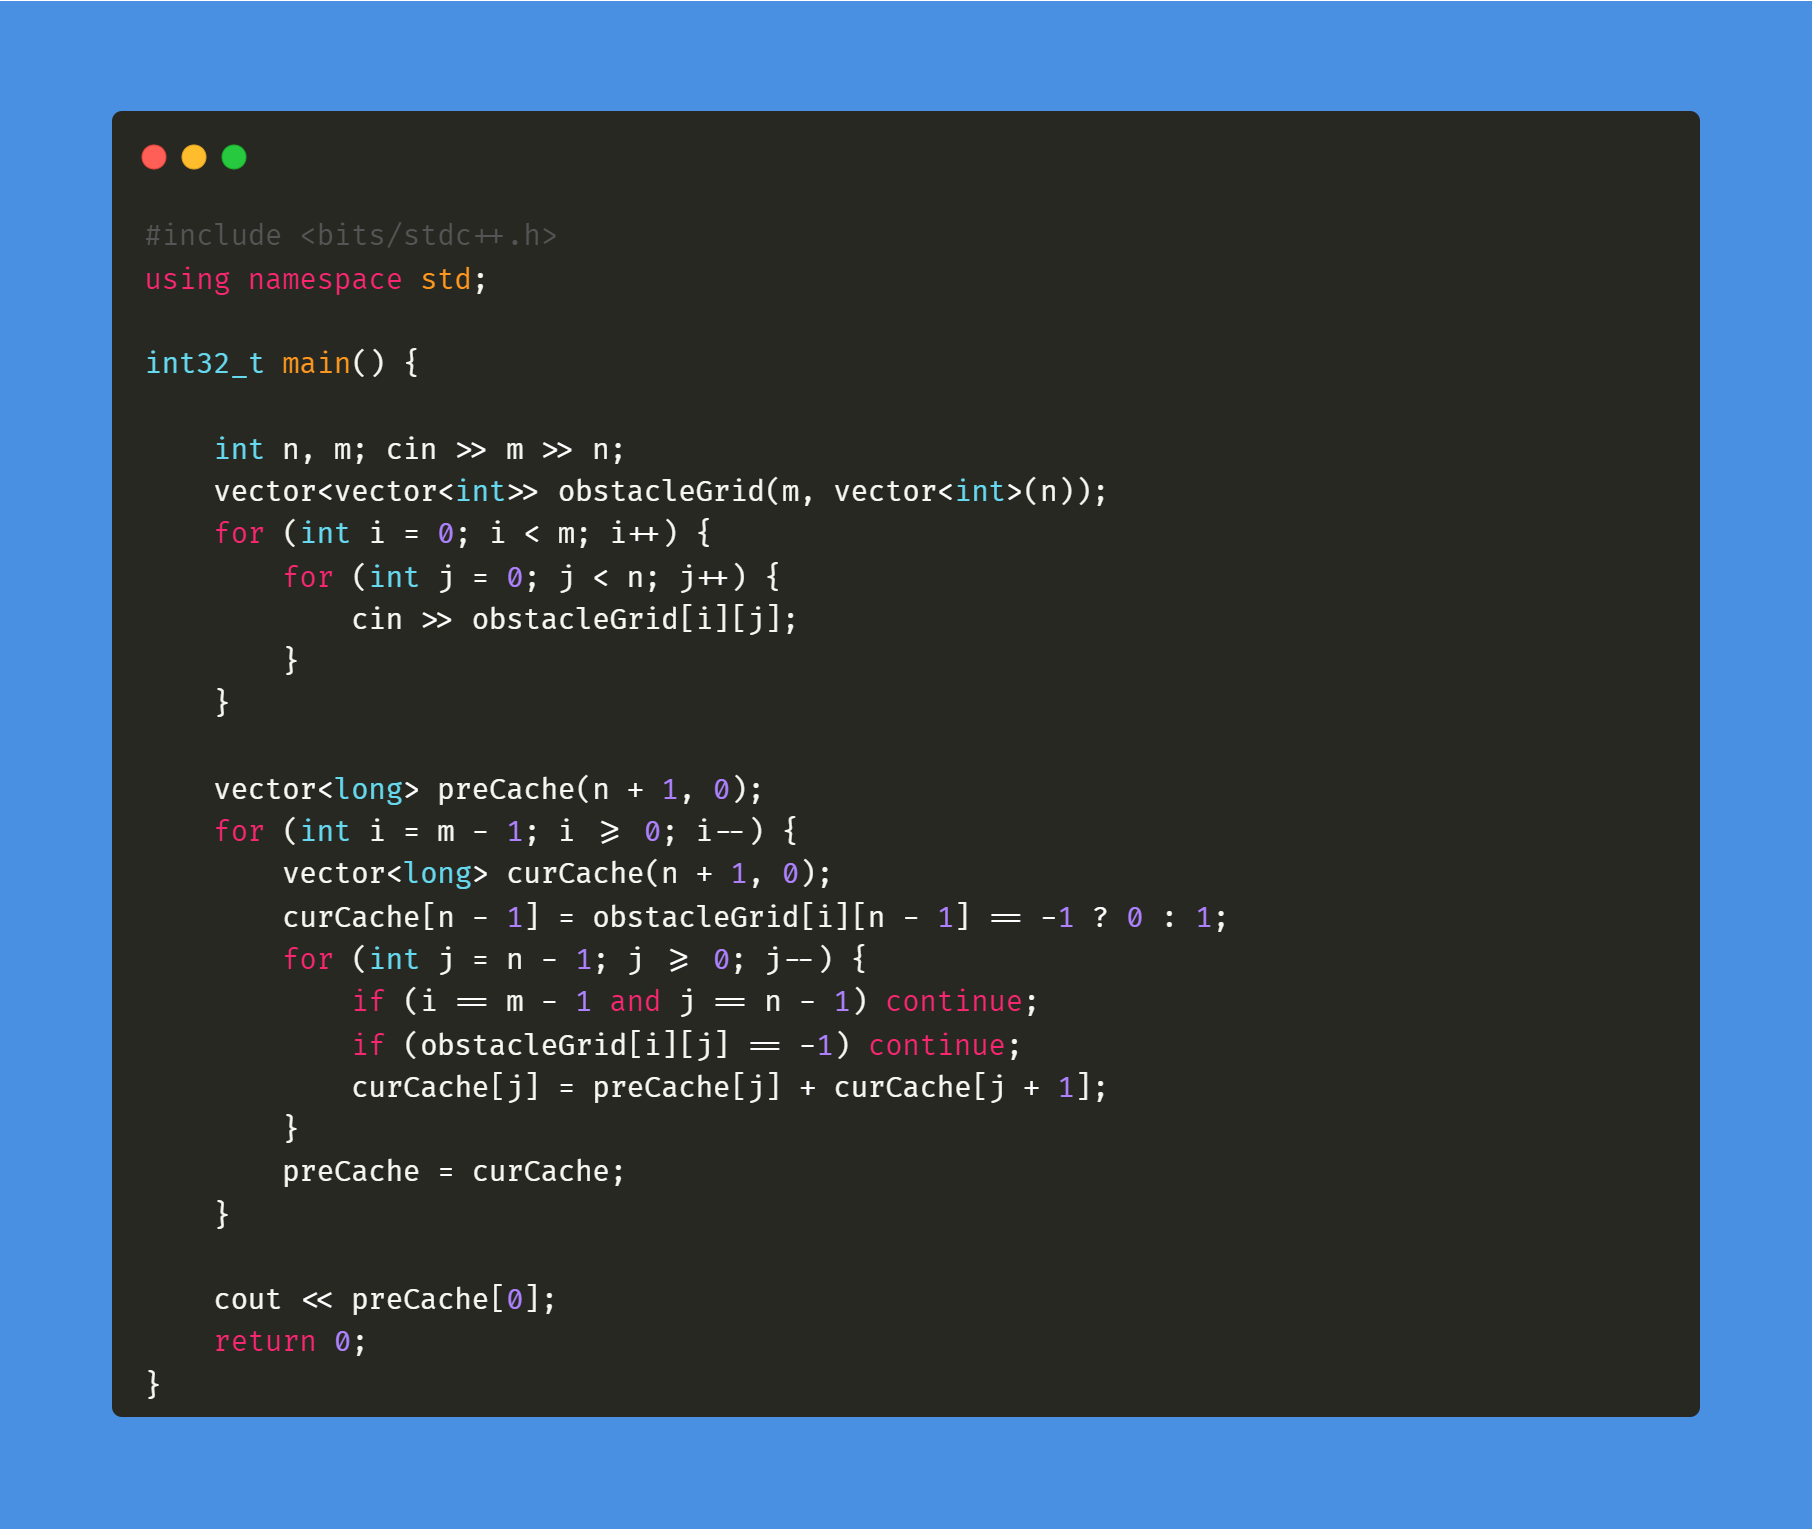 #include <bits/stdc++.h>
using namespace std;

int32_t main() {

    int n, m; cin >> m >> n;
    vector<vector<int>> obstacleGrid(m, vector<int>(n));
    for (int i = 0; i < m; i++) {
        for (int j = 0; j < n; j++) {
            cin >> obstacleGrid[i][j];
        }
    }

    vector<long> preCache(n + 1, 0);
    for (int i = m - 1; i >= 0; i--) {
        vector<long> curCache(n + 1, 0);
        curCache[n - 1] = obstacleGrid[i][n - 1] == -1 ? 0 : 1;
        for (int j = n - 1; j >= 0; j--) {
            if (i == m - 1 and j == n - 1) continue;
            if (obstacleGrid[i][j] == -1) continue;
            curCache[j] = preCache[j] + curCache[j + 1];
        }
        preCache = curCache;
    }

    cout << preCache[0];
    return 0;
}